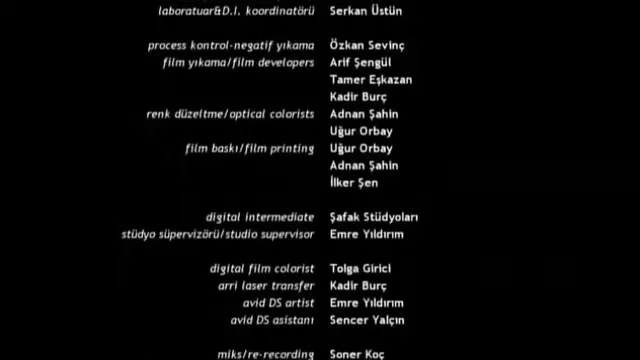 laboratuar&D.I. koordinatörü Serkan Üstün
process kontrol-negatif yıkama Özkan Sevinç
film yıkama/film developers Arif Şengül
Tamer Eşkazan
Kadir Burç
renk düzeltme/optical colorists Adnan Şahin
Uğur Orbay
film baskı/film printing Uğur Orbay
Adnan Şahin
İlker Şen
digital intermediate Şafak Stüdyoları
stüdyo süpervizörü/studio supervisor Emre Yıldırım
digital film colorist Tolga Girici
arri laser transfer Kadir Burç
avid DS artist Emre Yıldırım
avid DS asistanı Sencer Yalçın
miks/re-recording Soner Koç